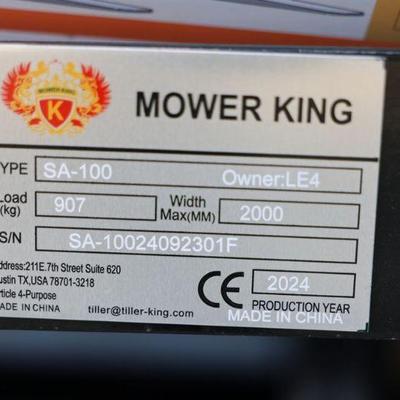 MOWER KING
K
MOWER KING
YPE SA-100 Owner:LE4
Load (kg) 907 Width Max(MM) 2000
S/N SA-10024092301F
ddress:211E.7th Street Suite 620
ustin TX,USA 78701-3218
rticle 4-Purpose
MADE IN CHINA tiller@tiller-king.com
CE 2024
PRODUCTION YEAR
MADE IN CHINA